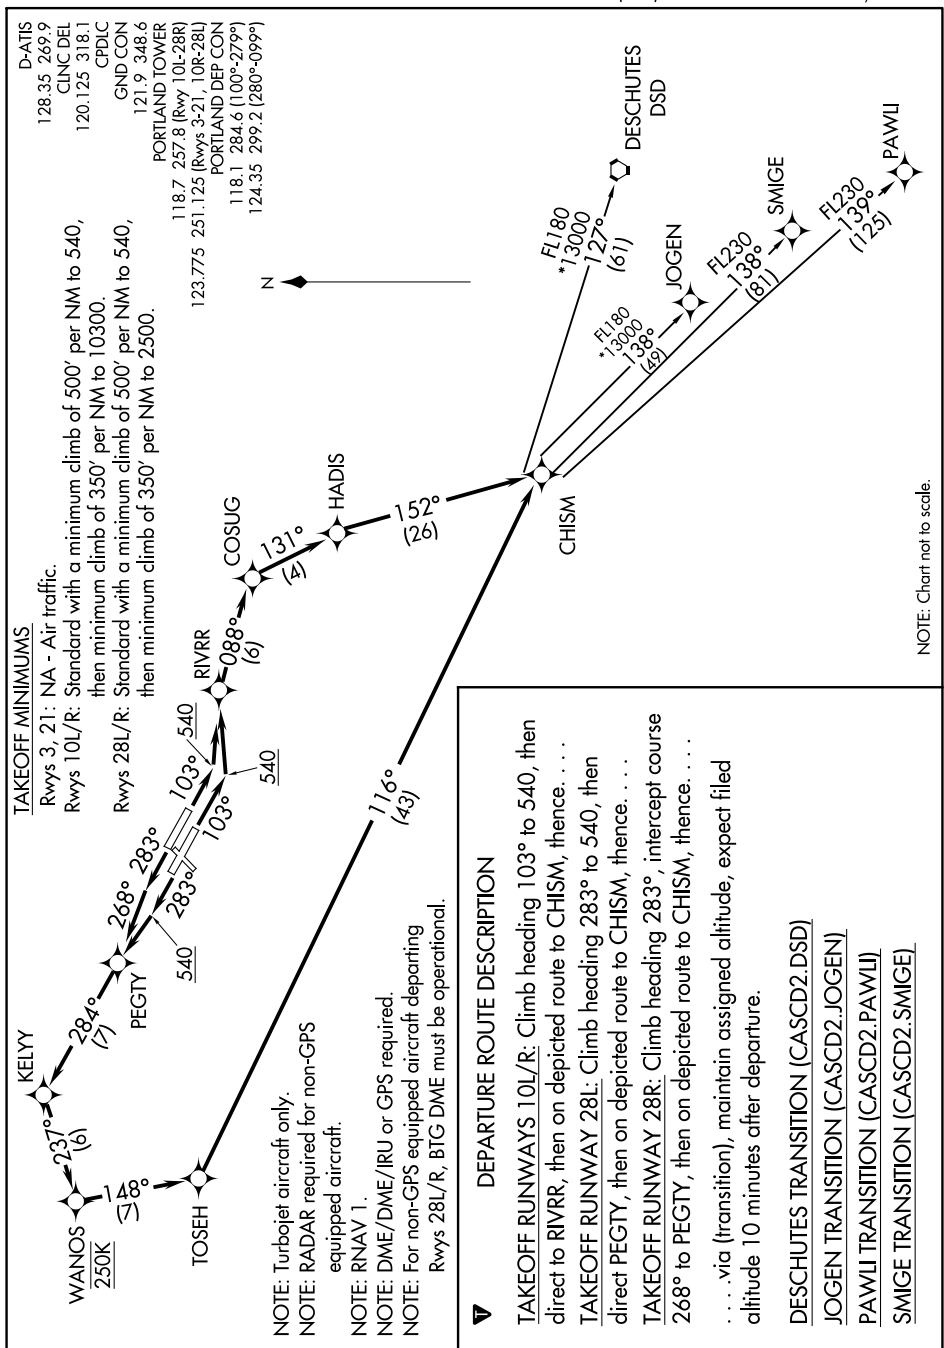 TAKEOFF MINIMUMS
Rwys 3, 21: NA - Air traffic.
Rwys 10L/R: Standard with a minimum climb of 500' per NM to 540,
then minimum climb of 350' per NM to 10300.
Rwys 28L/R: Standard with a minimum climb of 500' per NM to 540,
then minimum climb of 350' per NM to 2500.
D-ATIS
128.35 269.9
CLNC DEL
120.125 318.1
CPDLC
GND CON
121.9 348.6
PORTLAND TOWER
118.7 257.8 (Rwy 10L-28R)
123.775 251.125 (Rwys 3-21, 10R-28L)
PORTLAND DEP CON
118.1 284.6 (100°-279°)
124.35 299.2 (280°-099°)
N
KELYY
284°
(7)
PEGTY
237°
(6)
WANOS
250K
148°
(7)
TOSEH
268°
283°
283°
540
103°
103°
540
540
RIVRR
088°
(6)
COSUG
131°
(4)
HADIS
152°
(26)
CHISM
116°
(43)
FL180
*13000
127°
(61)
DESCHUTES
DSD
FL180
*13000
138°
(49)
JOGEN
FL230
138°
(81)
SMIGE
FL230
139°
(125)
PAWLI
NOTE: Turbojet aircraft only.
NOTE: RADAR required for non-GPS
equipped aircraft.
NOTE: RNAV 1.
NOTE: DME/DME/IRU or GPS required.
NOTE: For non-GPS equipped aircraft departing
Rwys 28L/R, BTG DME must be operational.
NOTE: Chart not to scale.
T
DEPARTURE ROUTE DESCRIPTION
TAKEOFF RUNWAYS 10L/R: Climb heading 103° to 540, then
direct to RIVRR, then on depicted route to CHISM, thence. . . .
TAKEOFF RUNWAY 28L: Climb heading 283° to 540, then
direct PEGTY, then on depicted route to CHISM, thence. . . .
TAKEOFF RUNWAY 28R: Climb heading 283°, intercept course
268° to PEGTY, then on depicted route to CHISM, thence. . . .
. . . .via (transition), maintain assigned altitude, expect filed
altitude 10 minutes after departure.
DESCHUTES TRANSITION (CASCD2.DSD)
JOGEN TRANSITION (CASCD2.JOGEN)
PAWLI TRANSITION (CASCD2.PAWLI)
SMIGE TRANSITION (CASCD2.SMIGE)